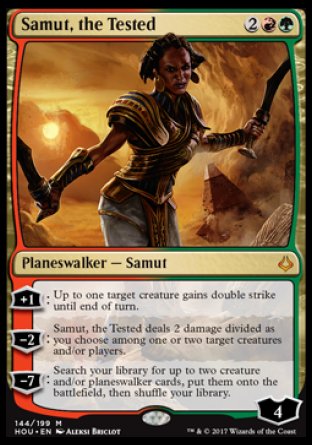 Samut, the Tested 2
Planeswalker — Samut
+1: Up to one target creature gains double strike
until end of turn.
-2: Samut, the Tested deals 2 damage divided as
you choose among one or two target creatures
and/or players.
-7: Search your library for up to two creature
and/or planeswalker cards, put them onto the
battlefield, then shuffle your library.
4
144/199 M
HOU • EN Aleksi Briclot
™ & © 2017 Wizards of the Coast